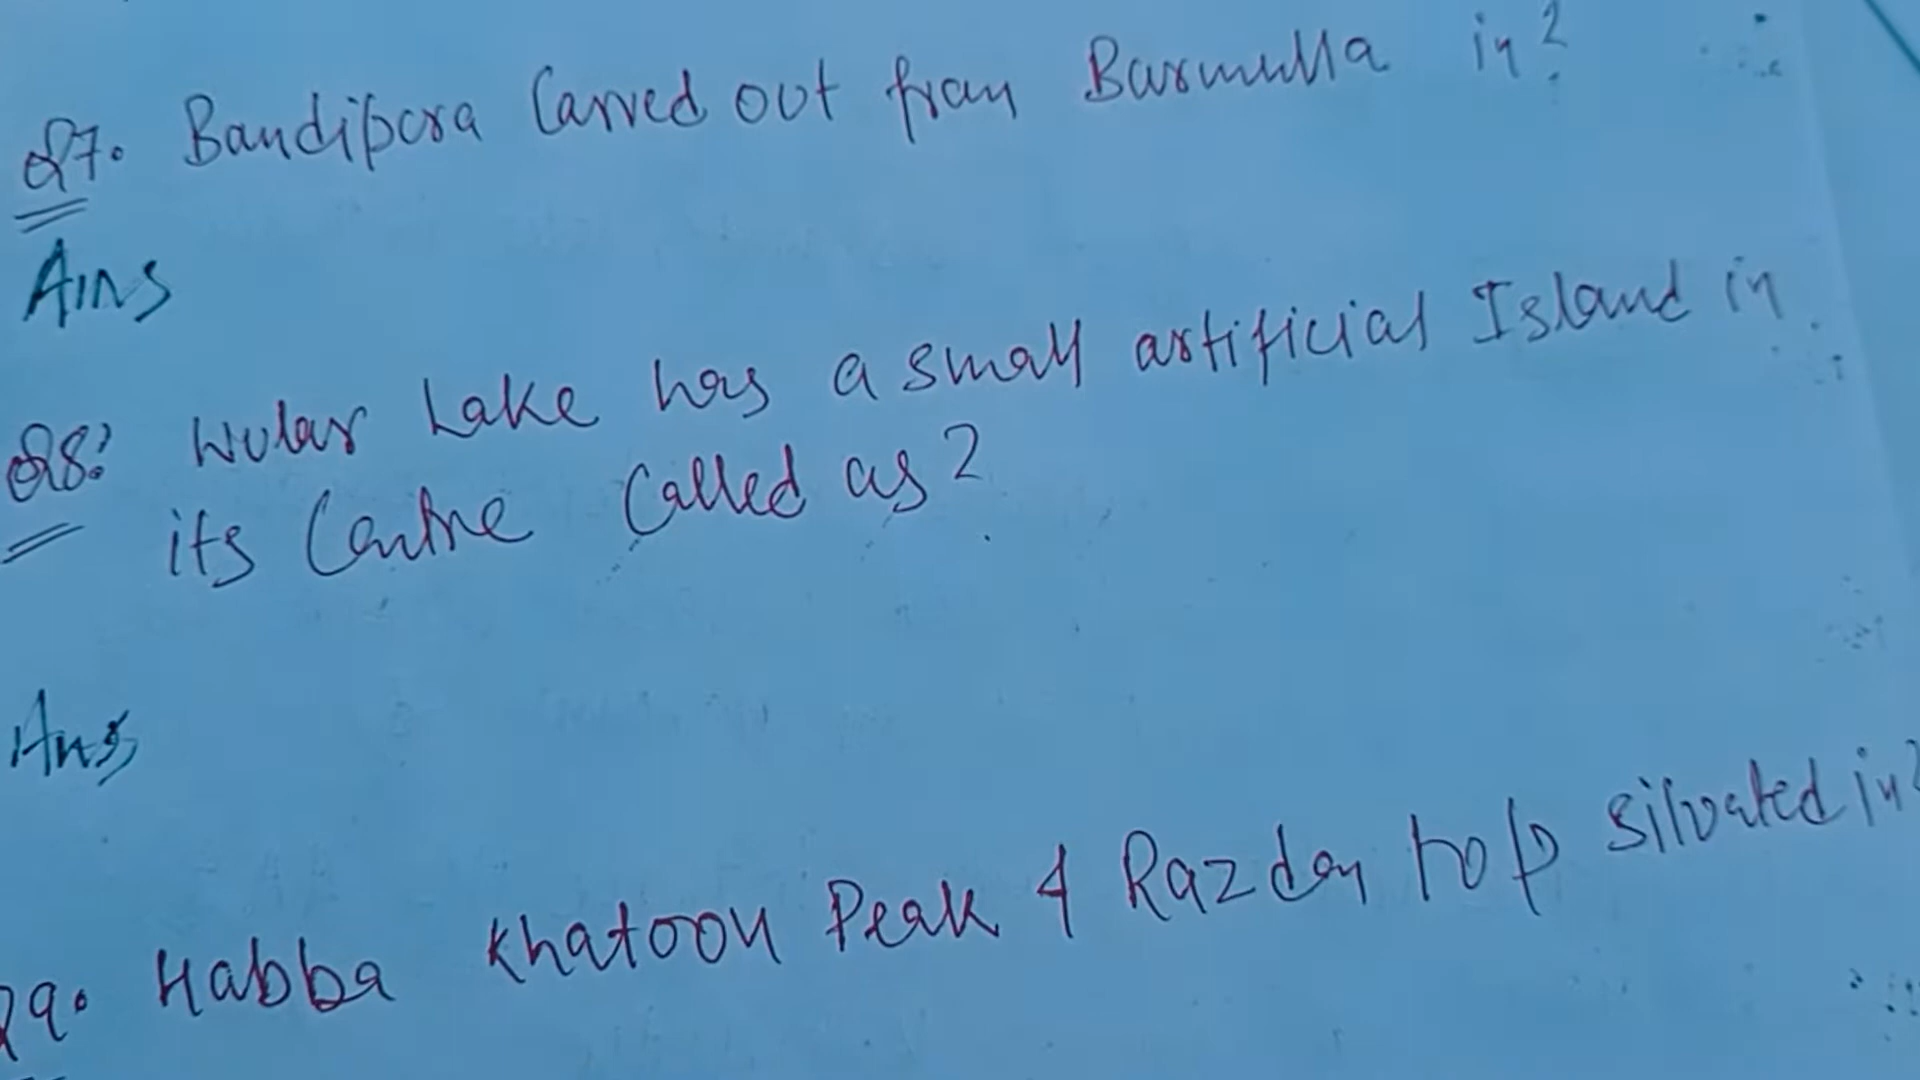 Q7. Bandipora Carved out from Barmulla in?
Ans
Q8: Wular Lake has a small artificial Island in
its Centre Called as?
Ans
Q9. Habba Khatoon Peak & Razdan top situated in?